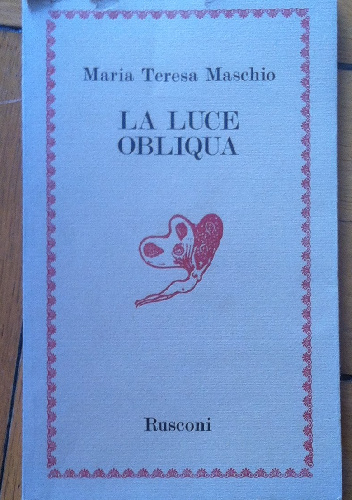 Maria Teresa Maschio
LA LUCE
OBLIQUA
Rusconi